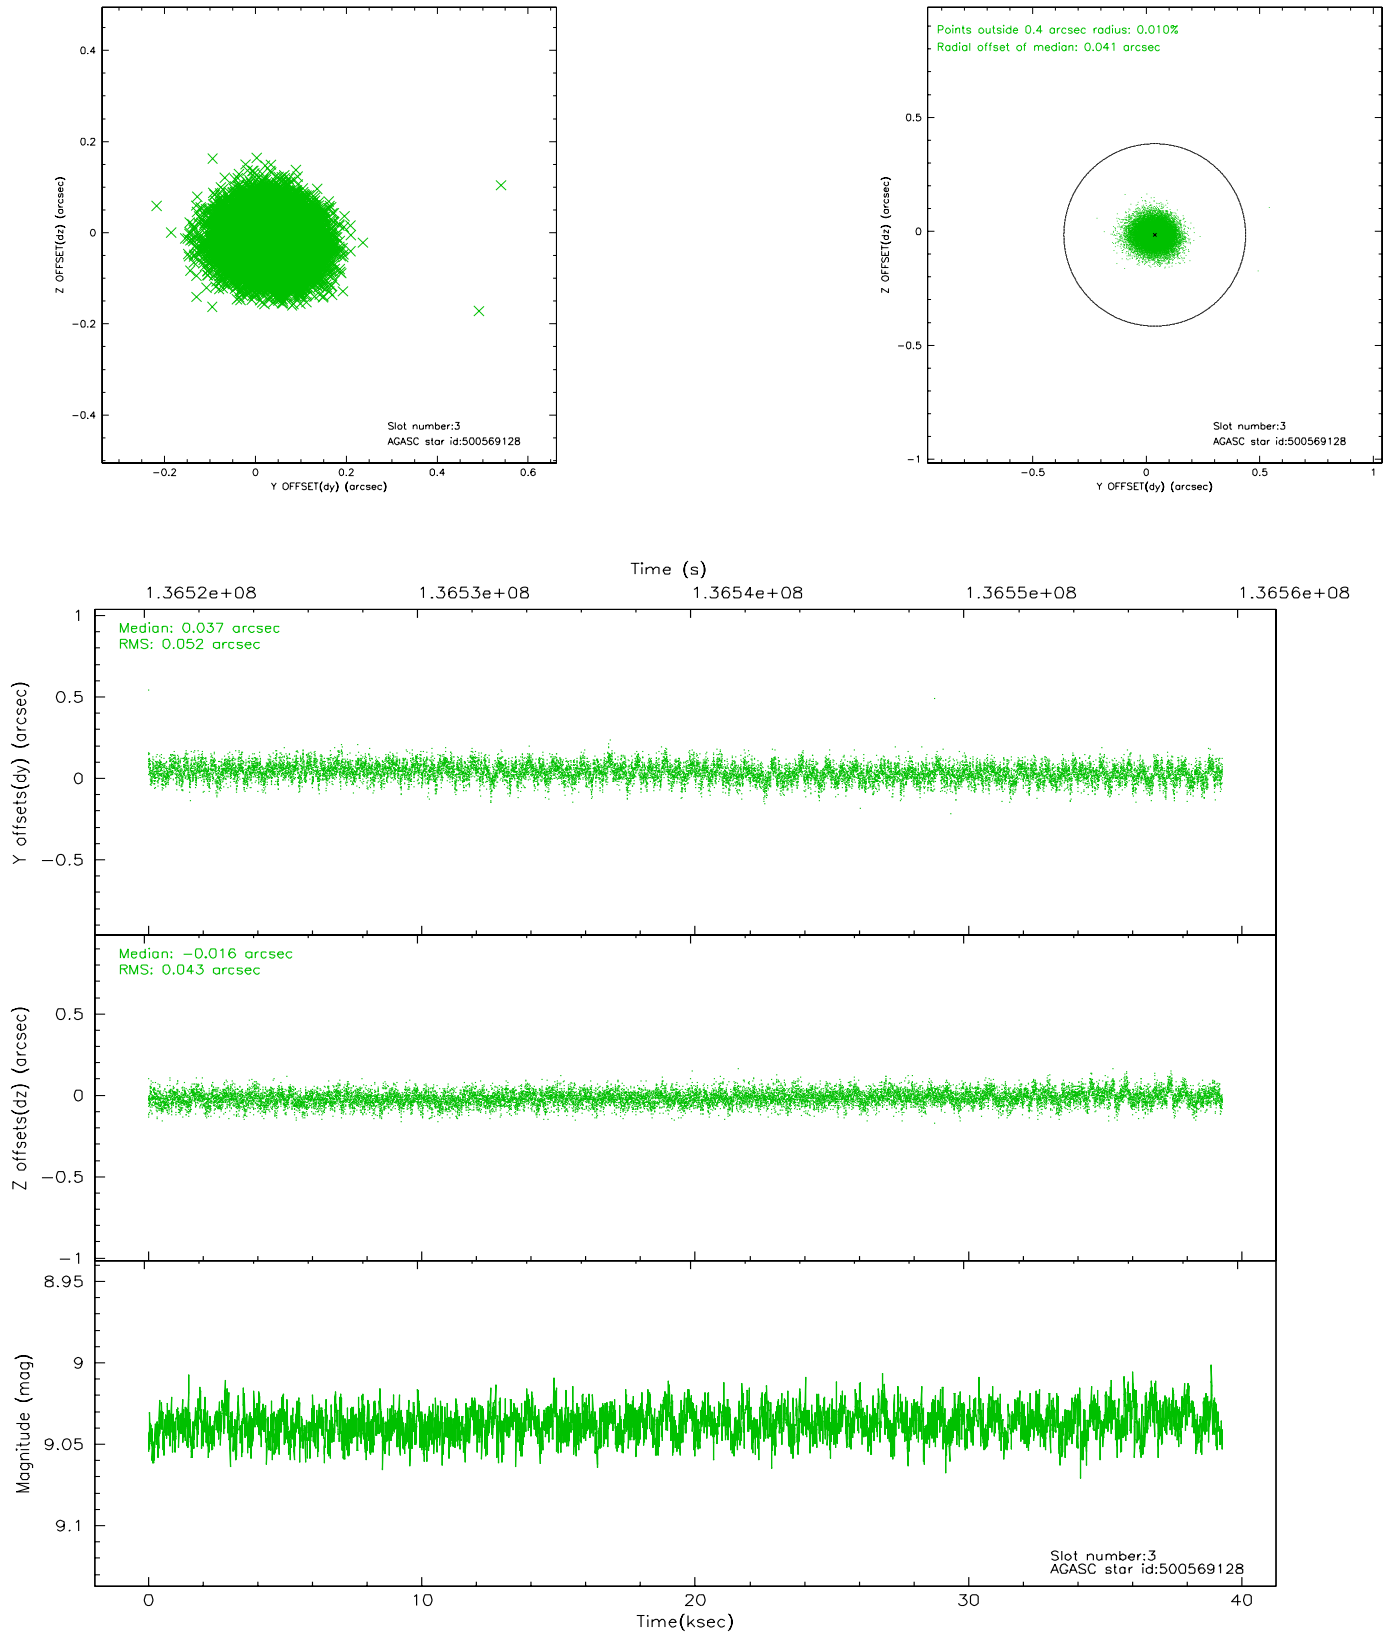 0.4
0.2
0
−0.2
−0.4
Z OFFSET(dz) (arcsec)
Slot number:3
AGASC star id:500569128
−0.2 0 0.2 0.4 0.6
Y OFFSET(dy) (arcsec)
Points outside 0.4 arcsec radius: 0.010%
Radial offset of median: 0.041 arcsec
0.5
0
−0.5
−1
Z OFFSET(dz) (arcsec)
Slot number:3
AGASC star id:500569128
−0.5 0 0.5 1
Y OFFSET(dy) (arcsec)
Time (s)
1.3652e+08 1.3653e+08 1.3654e+08 1.3655e+08 1.3656e+08
Median: 0.037 arcsec
RMS: 0.052 arcsec
1
0.5
0
−0.5
Y offsets(dy) (arcsec)
Median: −0.016 arcsec
RMS: 0.043 arcsec
0.5
0
−0.5
−1
Z offsets(dz) (arcsec)
8.95
9
9.05
9.1
Magnitude (mag)
Slot number:3
AGASC star id:500569128
0 10 20 30 40
Time(ksec)